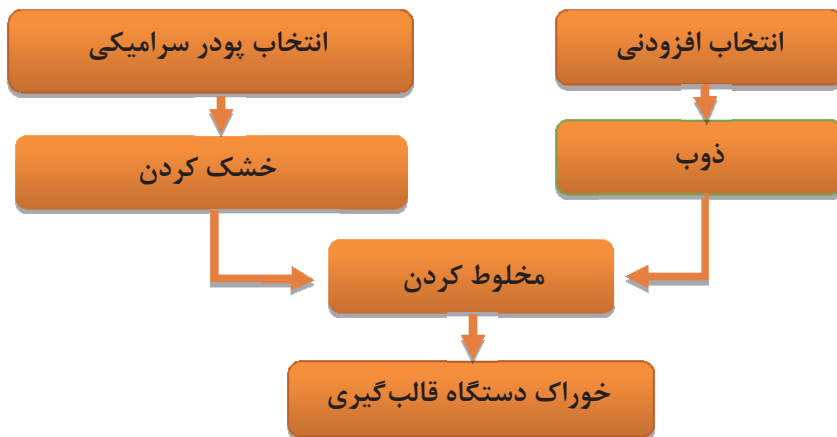 انتخاب افزودنی
انتخاب پودر سرامیکی
ذوب
خشک کردن
مخلوط کردن
خوراک دستگاه قالب‌گیری